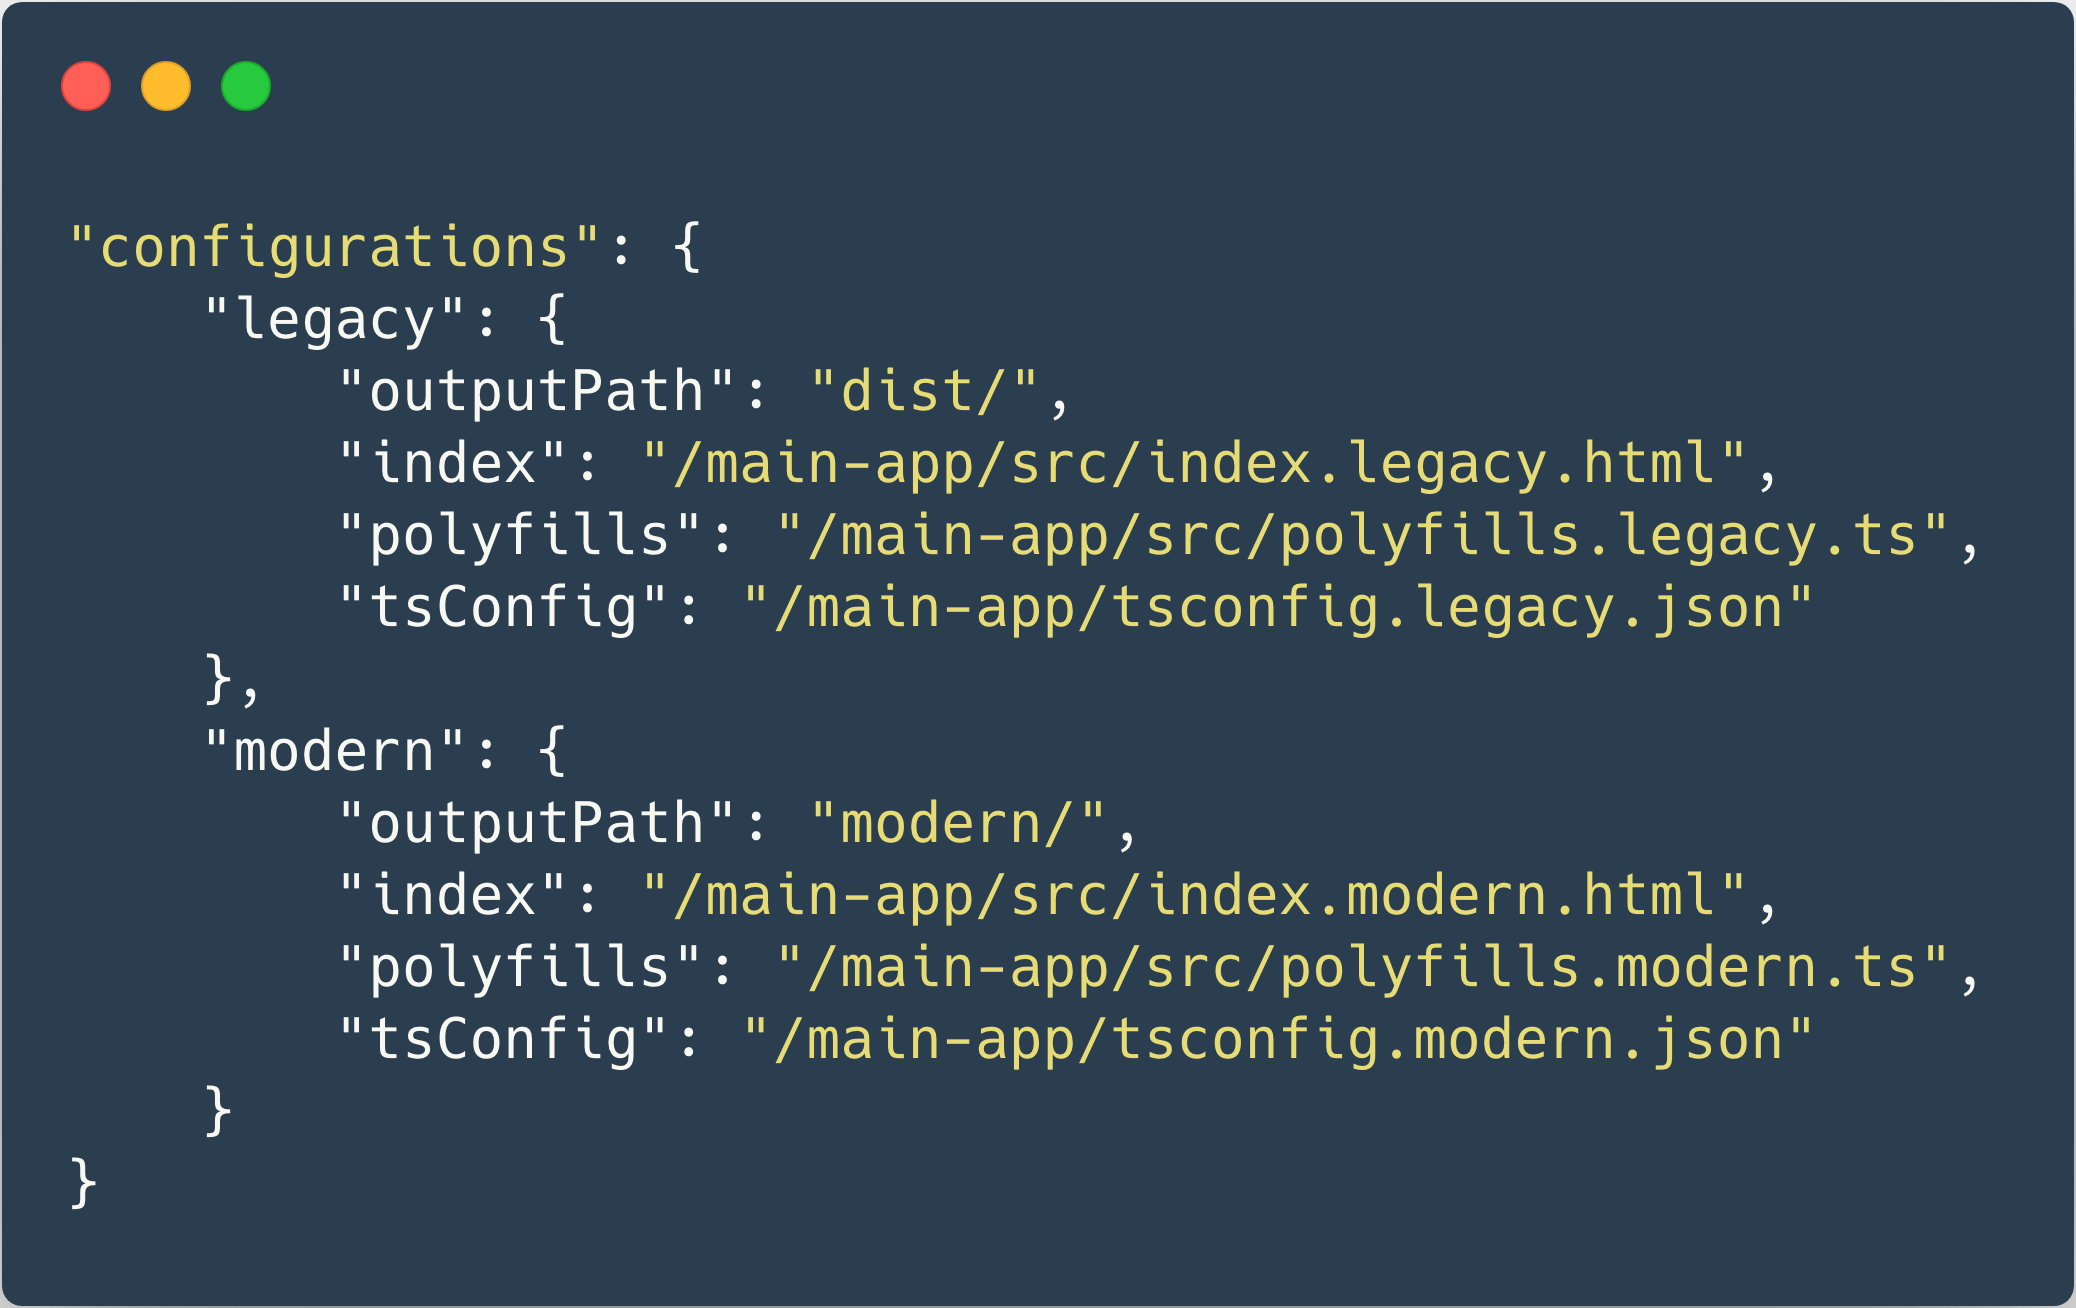 "configurations": {
    "legacy": {
        "outputPath": "dist/",
        "index": "/main-app/src/index.legacy.html",
        "polyfills": "/main-app/src/polyfills.legacy.ts",
        "tsConfig": "/main-app/tsconfig.legacy.json"
    },
    "modern": {
        "outputPath": "modern/",
        "index": "/main-app/src/index.modern.html",
        "polyfills": "/main-app/src/polyfills.modern.ts",
        "tsConfig": "/main-app/tsconfig.modern.json"
    }
}